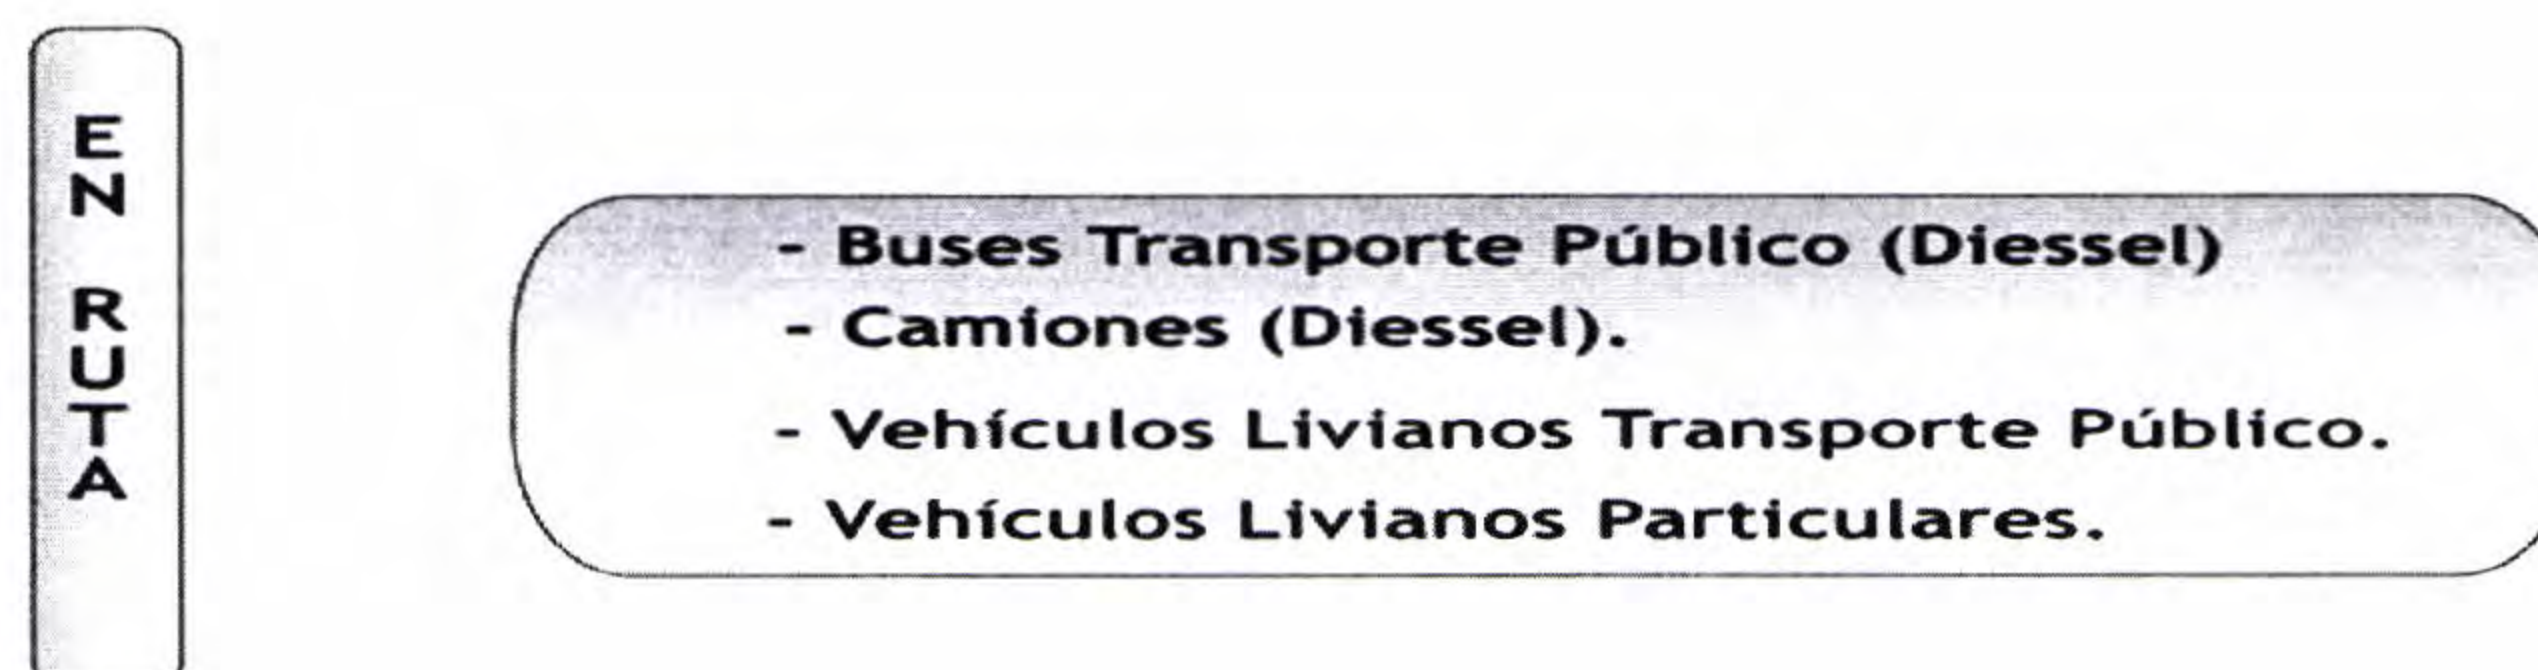 EN RUTA
- Buses Transporte Público (Diessel)
- Camiones (Diessel).
- Vehículos Livianos Transporte Público.
- Vehículos Livianos Particulares.